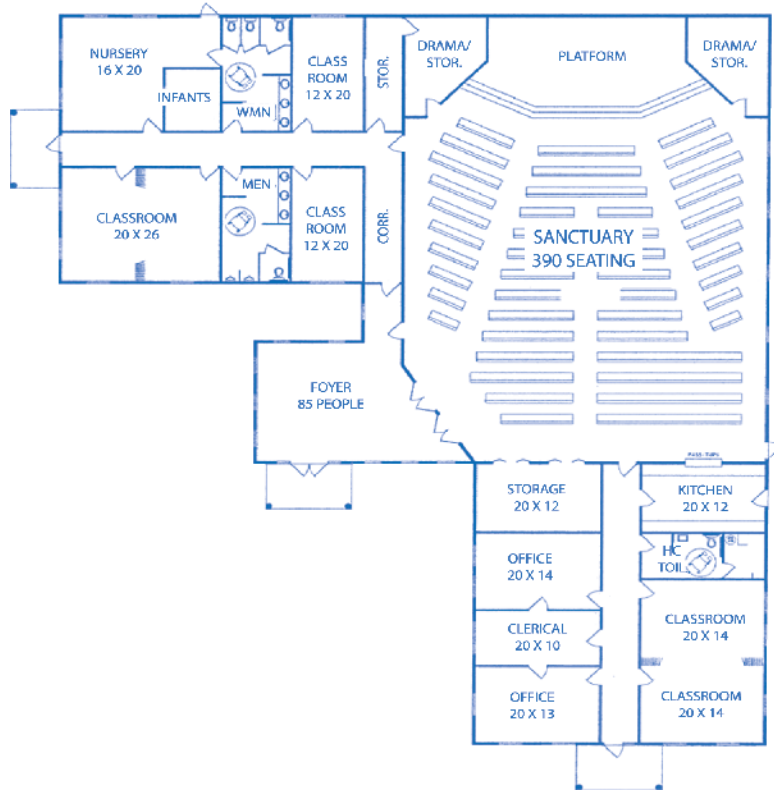 NURSERY
16 X 20
INFANTS
WMN
CLASS
ROOM
12 X 20
STOR.
DRAMA/
STOR.
PLATFORM
DRAMA/
STOR.
CLASSROOM
20 X 26
MEN
CLASS
ROOM
12 X 20
CORR.
SANCTUARY
390 SEATING
FOYER
85 PEOPLE
STORAGE
20 X 12
KITCHEN
20 X 12
OFFICE
20 X 14
HC
TOIL.
CLERICAL
20 X 10
CLASSROOM
20 X 14
OFFICE
20 X 13
CLASSROOM
20 X 14